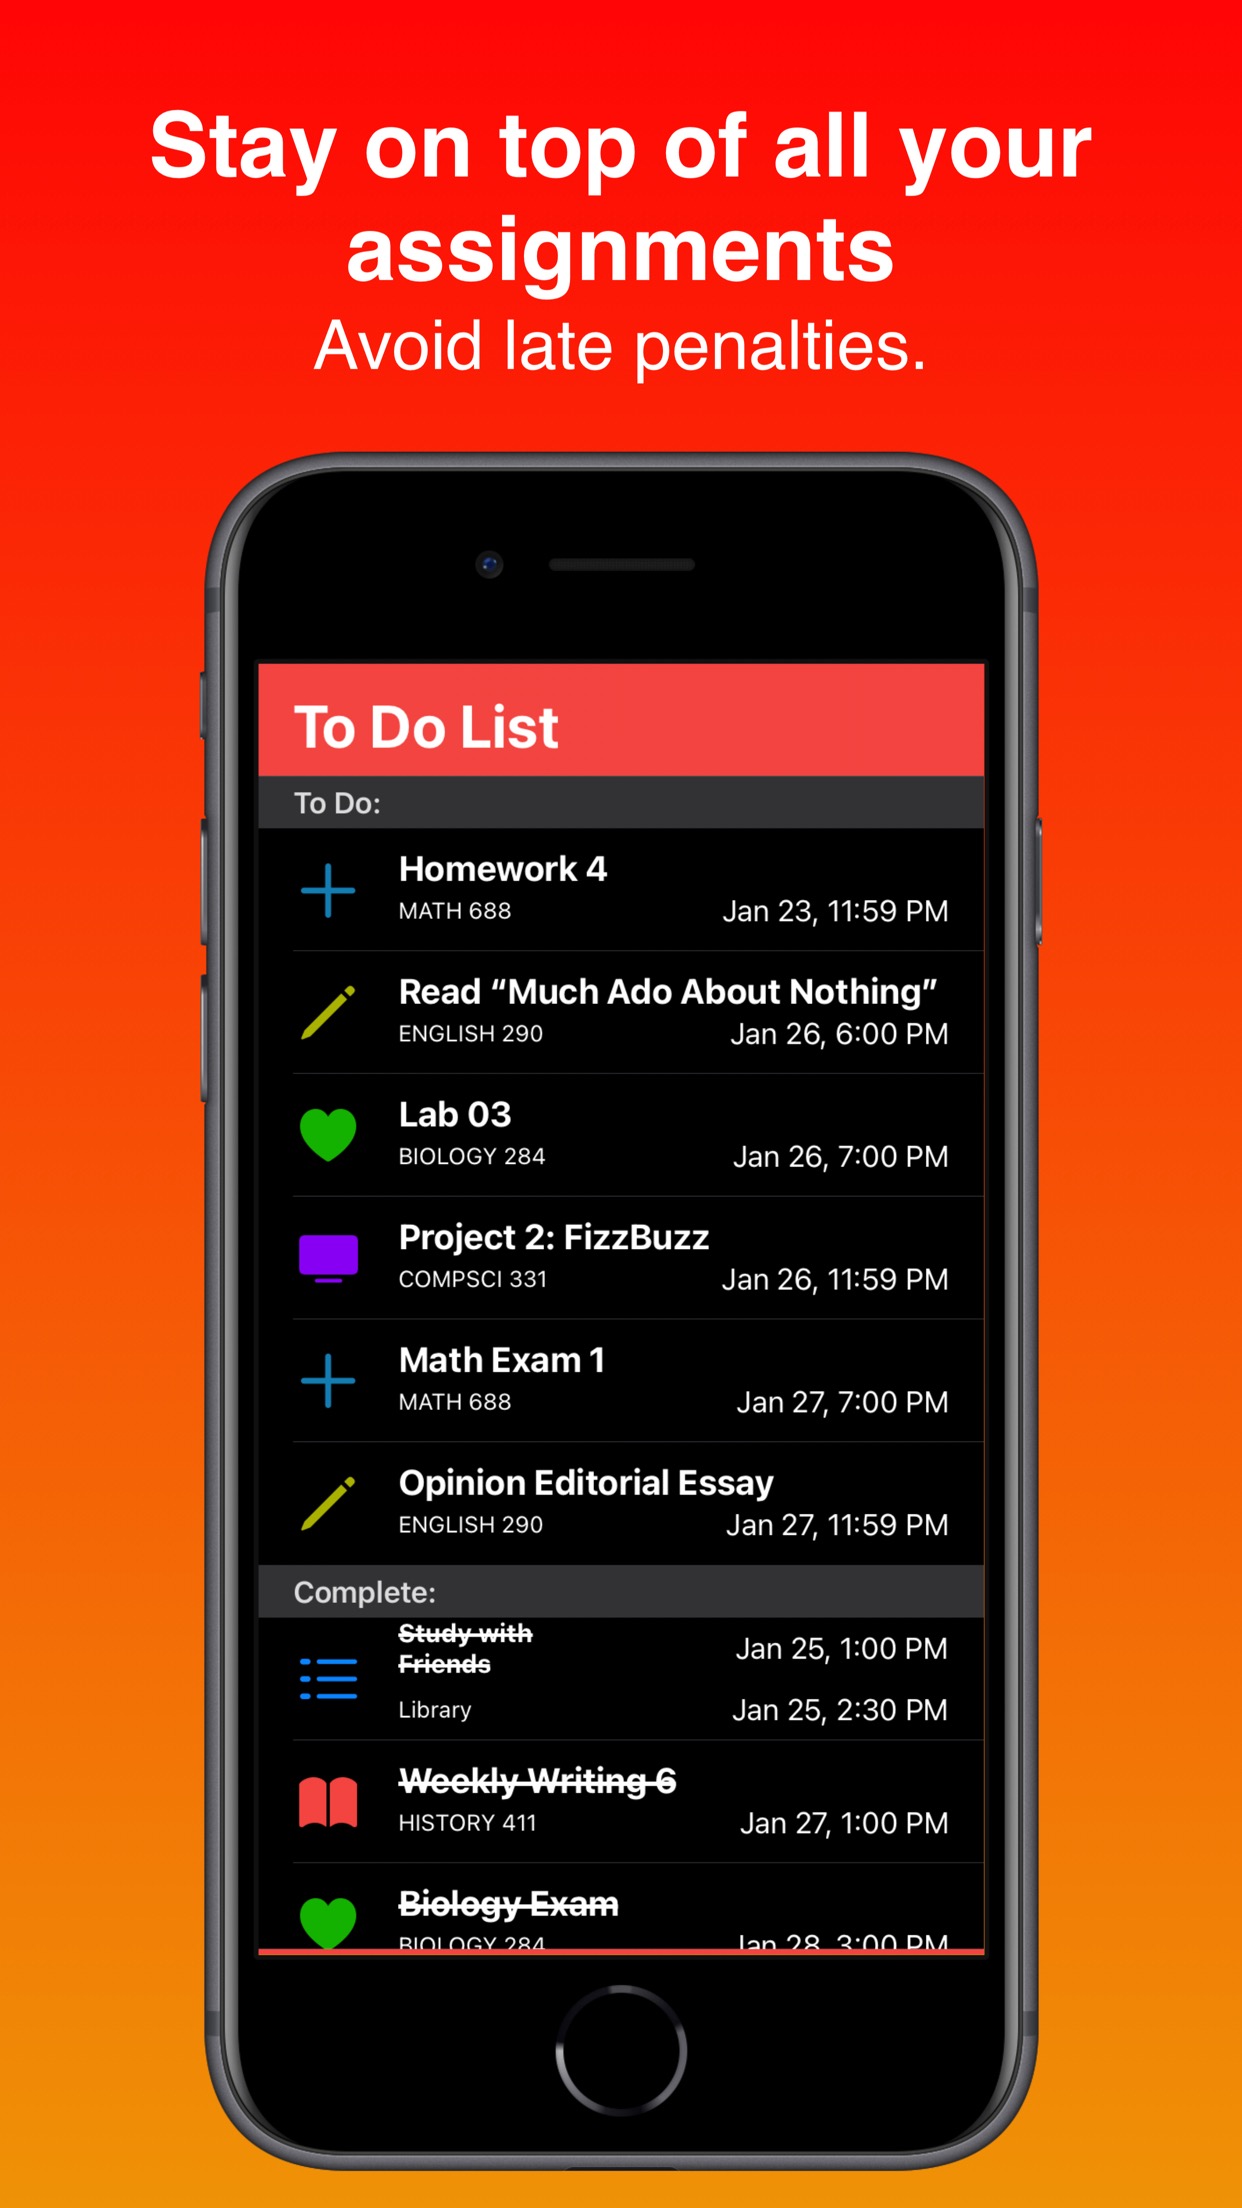 Stay on top of all your
assignments
Avoid late penalties.
To Do List
To Do:
Homework 4
MATH 688 Jan 23, 11:59 PM
Read “Much Ado About Nothing”
ENGLISH 290 Jan 26, 6:00 PM
Lab 03
BIOLOGY 284 Jan 26, 7:00 PM
Project 2: FizzBuzz
COMPSCI 331 Jan 26, 11:59 PM
Math Exam 1
MATH 688 Jan 27, 7:00 PM
Opinion Editorial Essay
ENGLISH 290 Jan 27, 11:59 PM
Complete:
Study with
Friends
Jan 25, 1:00 PM
Library Jan 25, 2:30 PM
Weekly Writing 6
HISTORY 411 Jan 27, 1:00 PM
Biology Exam
BIOLOGY 284 Jan 28, 3:00 PM